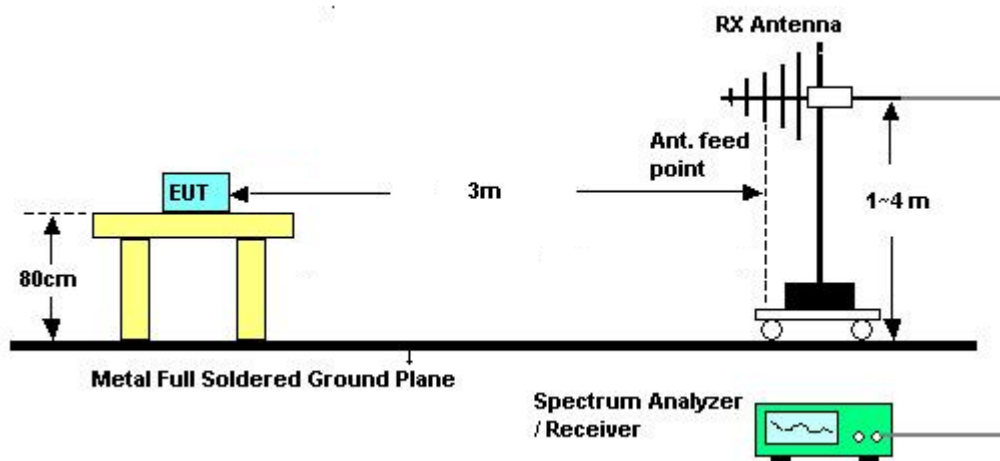 RX Antenna
Ant. feed
point
EUT
3m
1~4 m
80cm
Metal Full Soldered Ground Plane
Spectrum Analyzer
/ Receiver